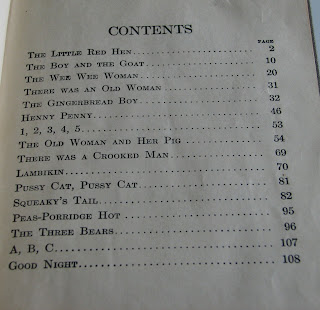 CONTENTS
PAGE
THE LITTLE RED HEN 2
THE BOY AND THE GOAT 10
THE WEE WEE WOMAN 20
THERE WAS AN OLD WOMAN 31
THE GINGERBREAD BOY 32
HENNY PENNY 46
1, 2, 3, 4, 5 53
THE OLD WOMAN AND HER PIG 54
THERE WAS A CROOKED MAN 69
LAMBIKIN 70
PUSSY CAT, PUSSY CAT 81
SQUEAKY'S TAIL 82
PEAS-PORRIDGE HOT 95
THE THREE BEARS 96
A, B, C 107
GOOD NIGHT 108